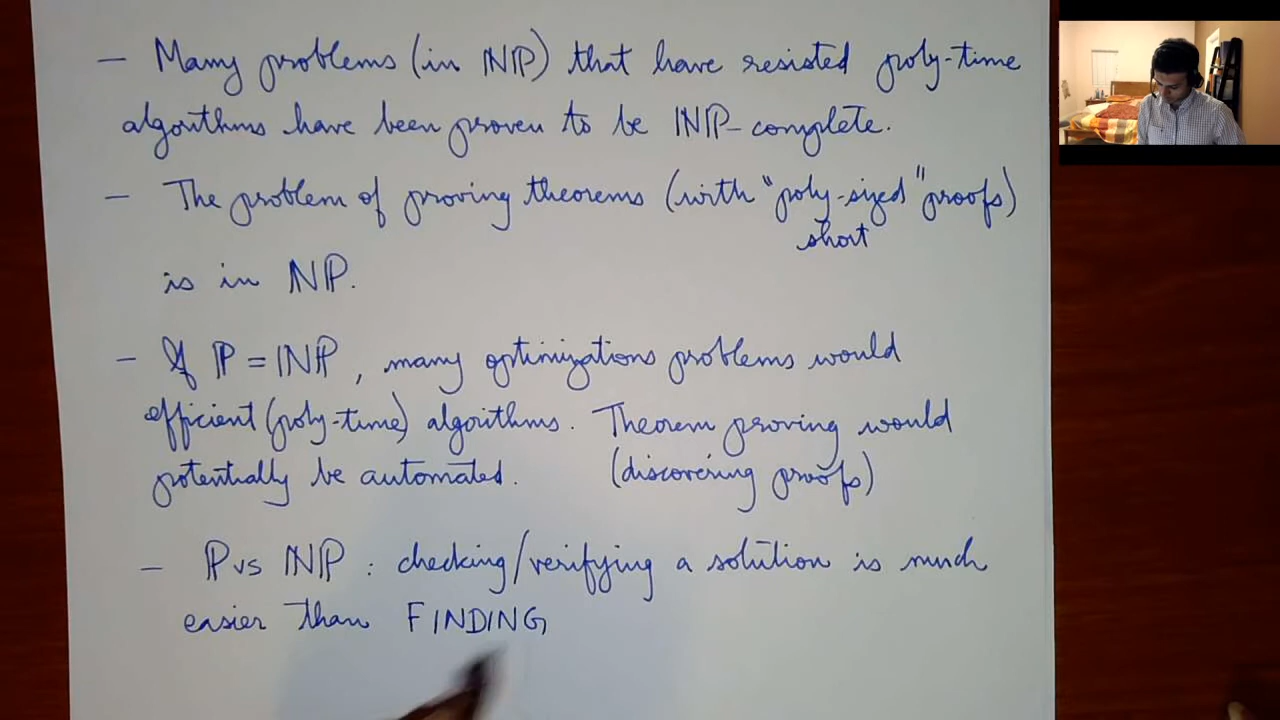 - Many problems (in NP) that have resisted poly-time
algorithms have been proven to be NP-complete.
- The problem of proving theorems (with "poly-sized" proofs)
short
is in NP.
- If P = NP, many optimizations problems would
efficient (poly-time) algorithms. Theorem proving would
potentially be automated. (discovering proofs)
- P vs NP : checking/verifying a solution is much
easier than FINDING